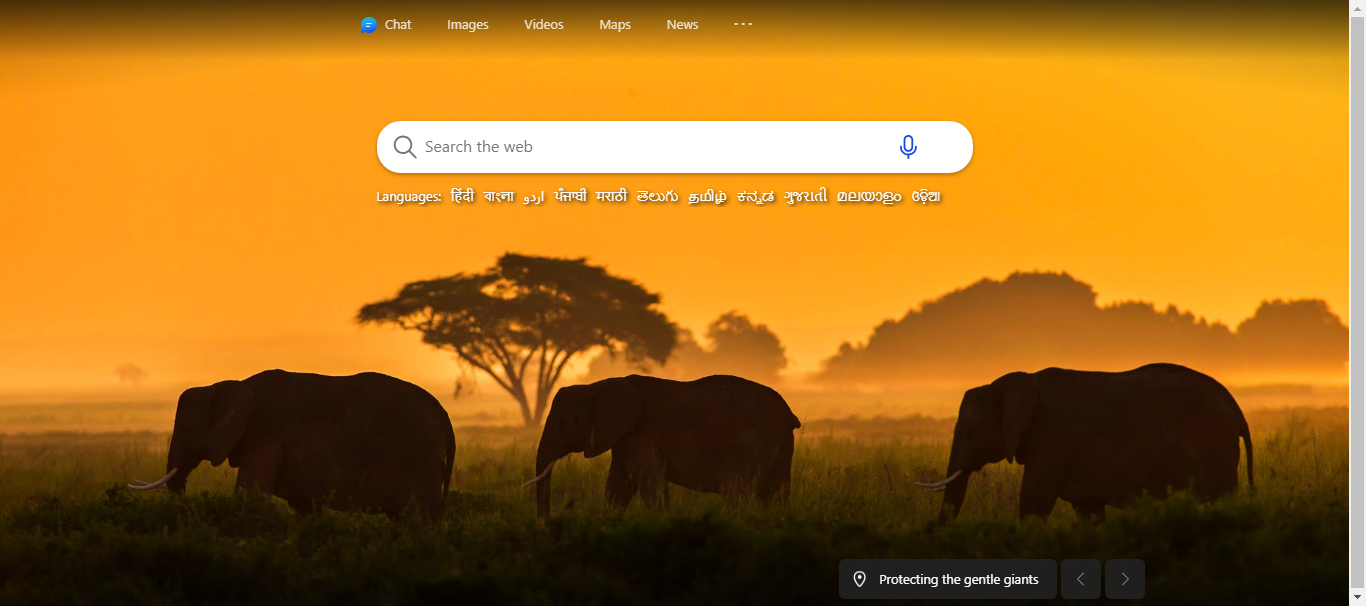 Chat Images Videos Maps News ...
Search the web
Languages: हिंदी বাংলা اردو ਪੰਜਾਬੀ मराठी తెలుగు தமிழ் ಕನ್ನಡ ગુજરાતી മലയാളം ଓଡ଼ିଆ
Protecting the gentle giants